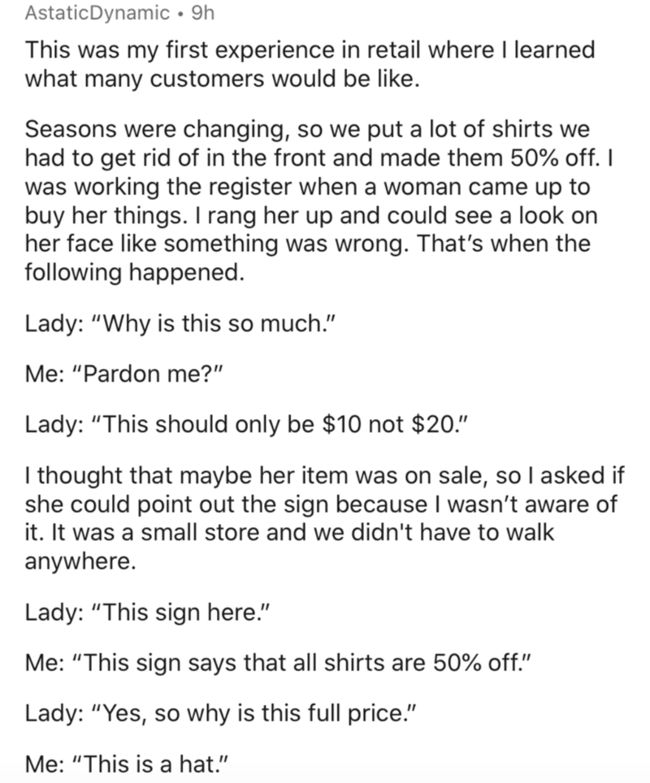 AstaticDynamic • 9h
This was my first experience in retail where I learned
what many customers would be like.
Seasons were changing, so we put a lot of shirts we
had to get rid of in the front and made them 50% off. I
was working the register when a woman came up to
buy her things. I rang her up and could see a look on
her face like something was wrong. That’s when the
following happened.
Lady: “Why is this so much.”
Me: “Pardon me?”
Lady: “This should only be $10 not $20.”
I thought that maybe her item was on sale, so I asked if
she could point out the sign because I wasn’t aware of
it. It was a small store and we didn't have to walk
anywhere.
Lady: “This sign here.”
Me: “This sign says that all shirts are 50% off.”
Lady: “Yes, so why is this full price.”
Me: “This is a hat.”